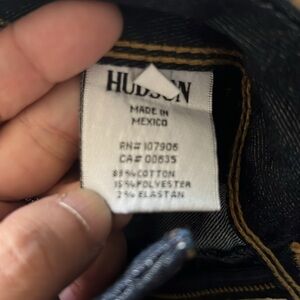 HUDSON
MADE IN
MEXICO
RN# 107906
CA# 00635
83% COTTON
15% POLYESTER
2% ELASTAN